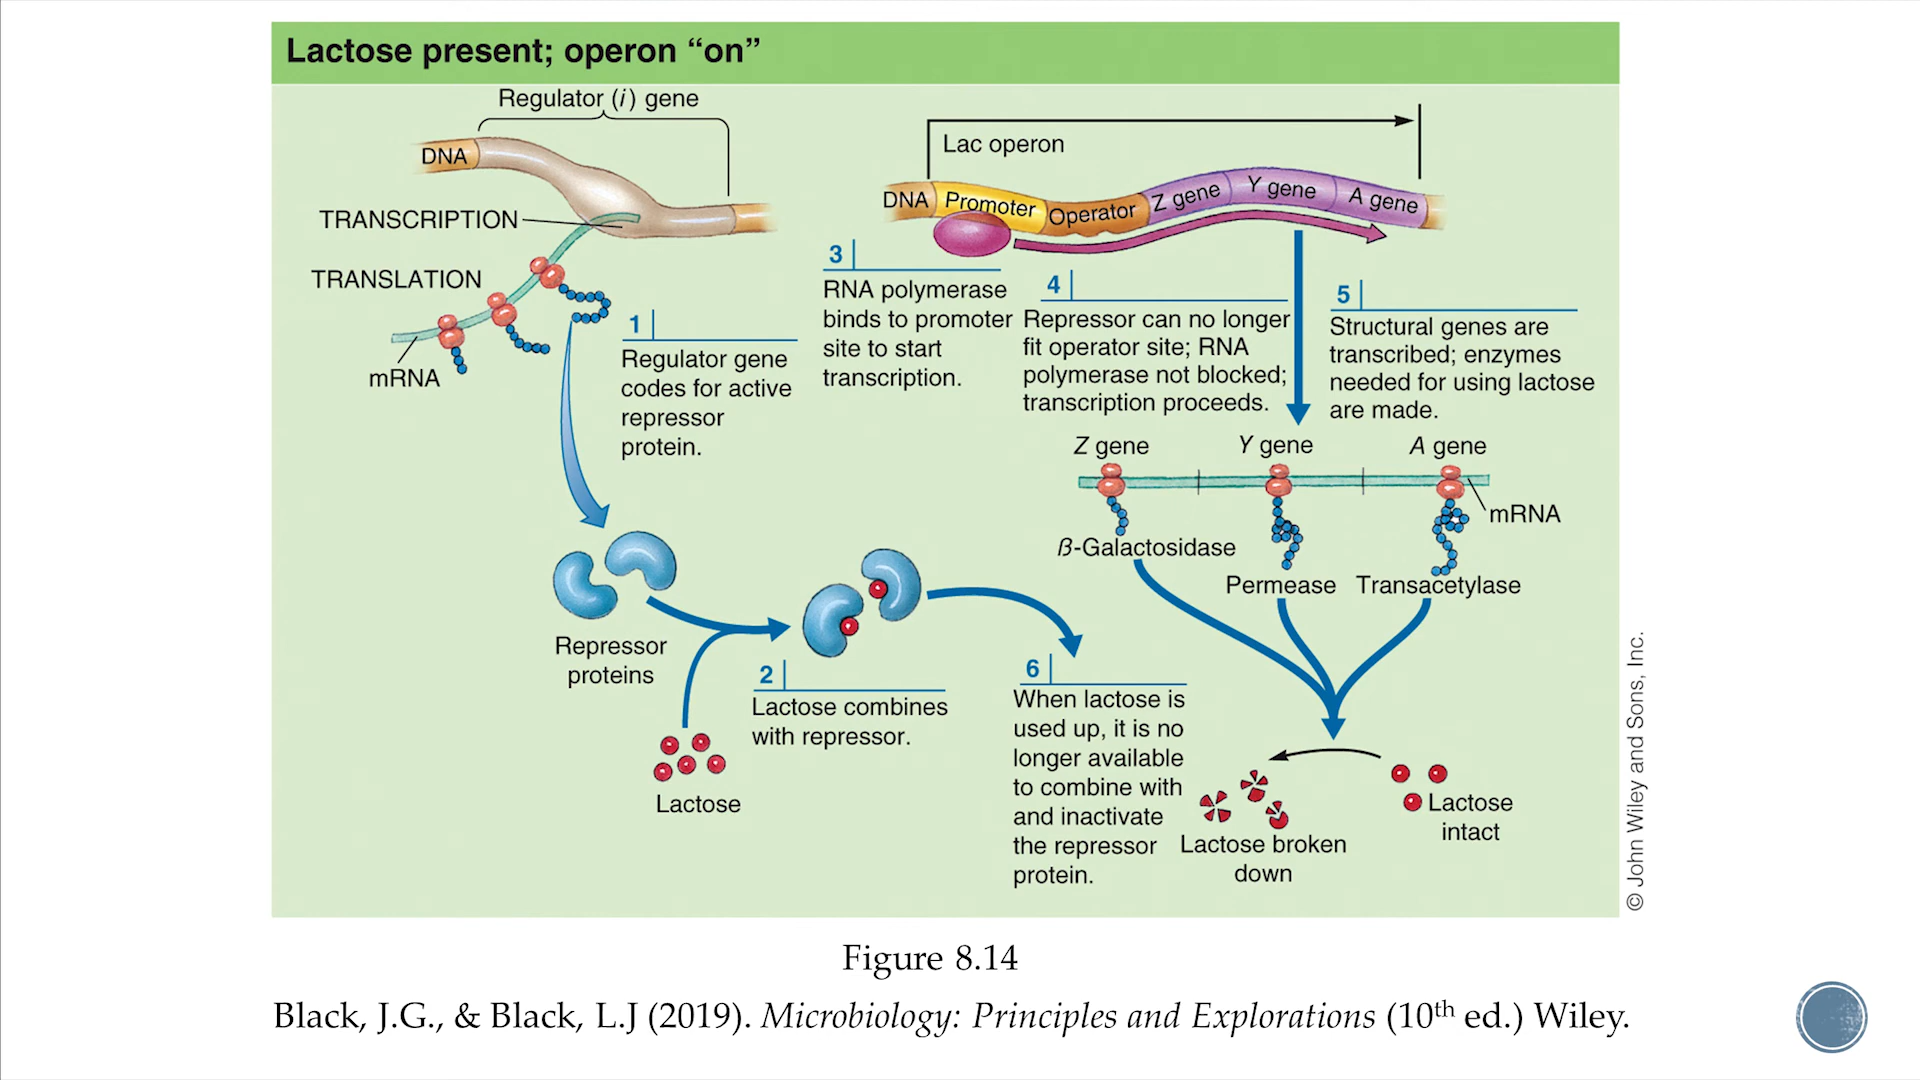 Lactose present; operon “on”
Regulator (i) gene
DNA
TRANSCRIPTION
TRANSLATION
mRNA
1
Regulator gene
codes for active
repressor
protein.
Repressor
proteins
Lactose
2
Lactose combines
with repressor.
Lac operon
DNA
Promoter
Operator
Z gene
Y gene
A gene
3
RNA polymerase
binds to promoter
site to start
transcription.
4
Repressor can no longer
fit operator site; RNA
polymerase not blocked;
transcription proceeds.
5
Structural genes are
transcribed; enzymes
needed for using lactose
are made.
Z gene
Y gene
A gene
mRNA
ß-Galactosidase
Permease
Transacetylase
6
When lactose is
used up, it is no
longer available
to combine with
and inactivate
the repressor
protein.
Lactose broken
down
Lactose
intact
© John Wiley and Sons, Inc.
Figure 8.14
Black, J.G., & Black, L.J (2019). Microbiology: Principles and Explorations (10th ed.) Wiley.